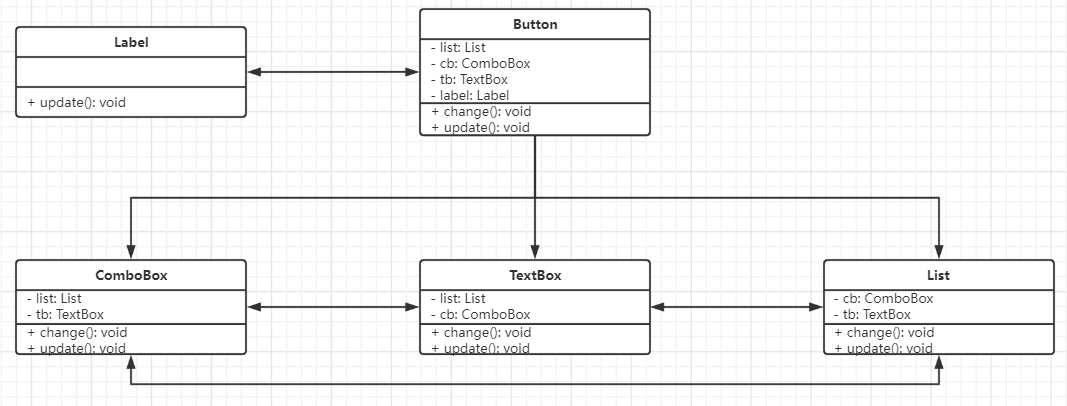 Label
+ update(): void
Button
- list: List
- cb: ComboBox
- tb: TextBox
- label: Label
+ change(): void
+ update(): void
ComboBox
- list: List
- tb: TextBox
+ change(): void
+ update(): void
TextBox
- list: List
- cb: ComboBox
+ change(): void
+ update(): void
List
- cb: ComboBox
- tb: TextBox
+ change(): void
+ update(): void